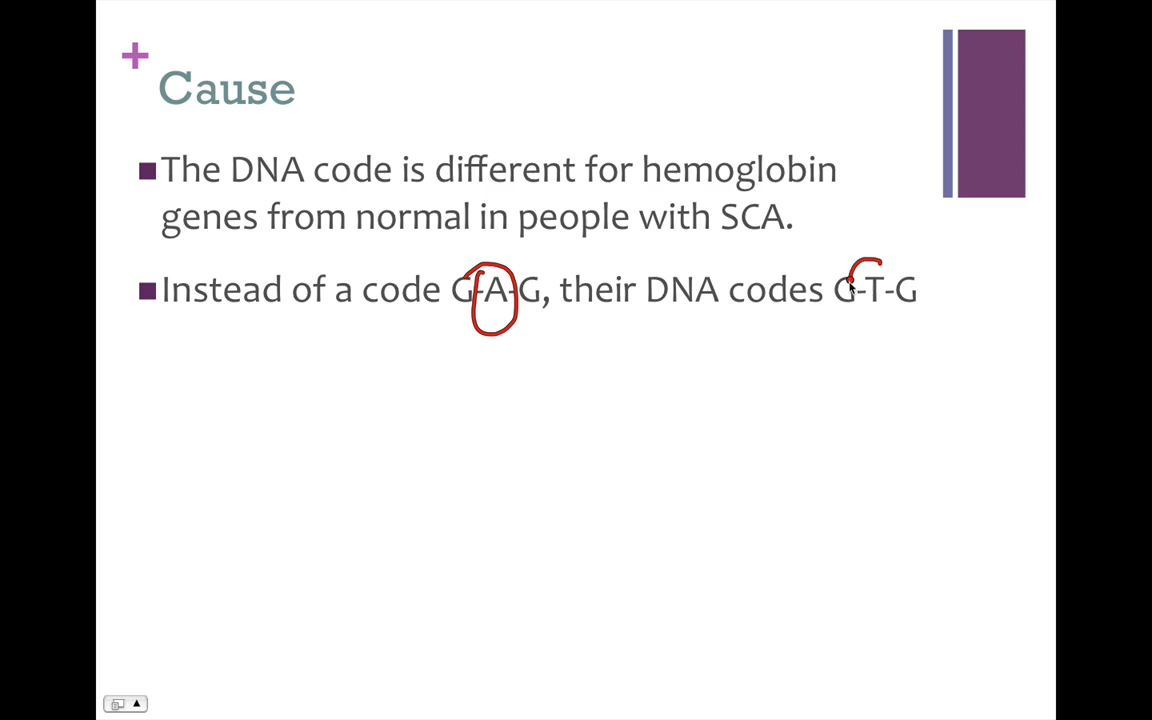 +
Cause
The DNA code is different for hemoglobin
genes from normal in people with SCA.
Instead of a code G-A-G, their DNA codes G-T-G